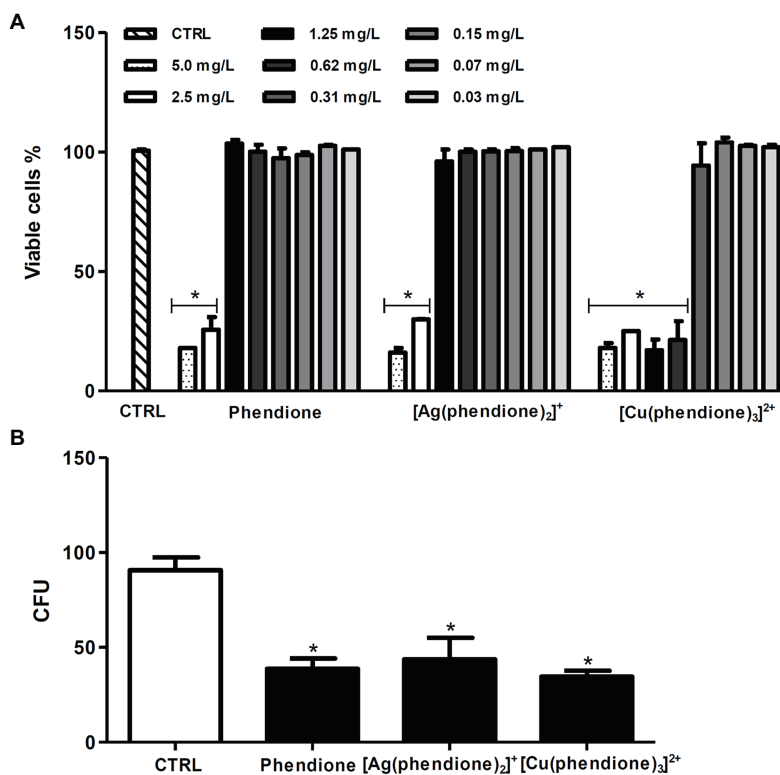 A
150
100
50
0
Viable cells %
CTRL
5.0 mg/L
2.5 mg/L
1.25 mg/L
0.62 mg/L
0.31 mg/L
0.15 mg/L
0.07 mg/L
0.03 mg/L
*
*
*
CTRL Phendione [Ag(phendione)₂]⁺ [Cu(phendione)₃]²⁺
B
150
100
50
0
CFU
*
*
*
CTRL Phendione [Ag(phendione)₂]⁺ [Cu(phendione)₃]²⁺